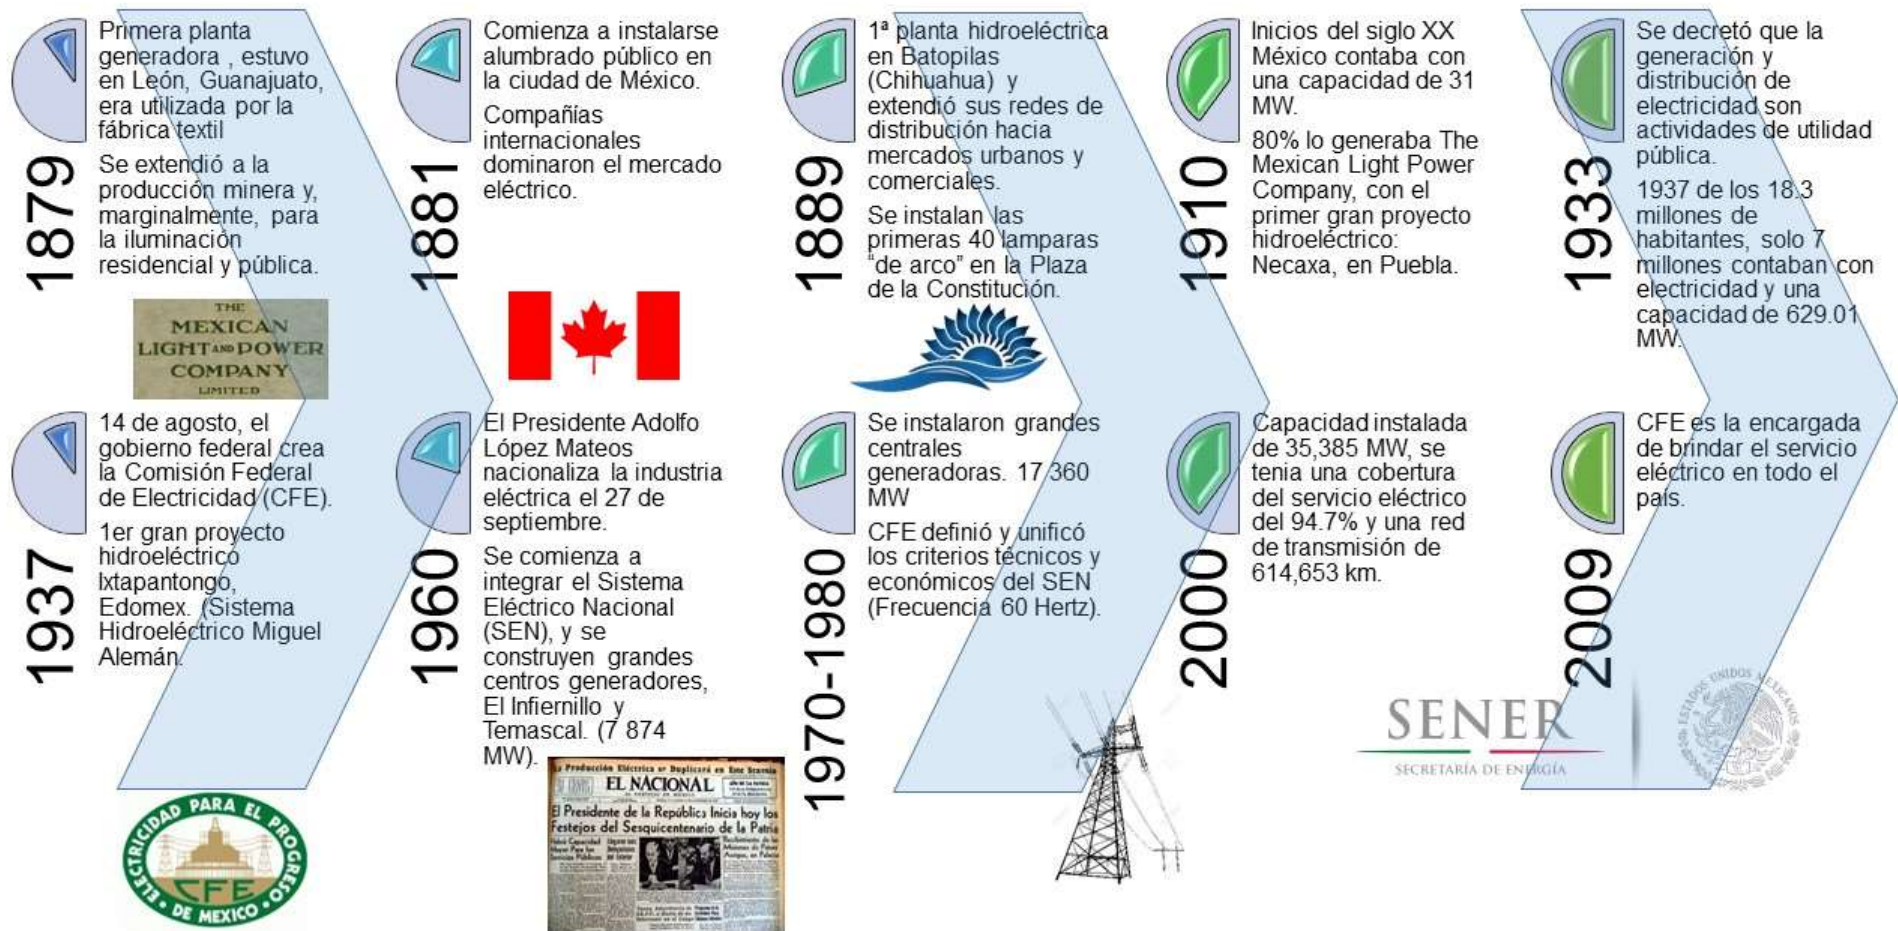 1879
Primera planta
generadora , estuvo
en León, Guanajuato,
era utilizada por la
fábrica textil
Se extendió a la
producción minera y,
marginalmente, para
la iluminación
residencial y pública.
THE
MEXICAN
LIGHT AND POWER
COMPANY
LIMITED
1881
Comienza a instalarse
alumbrado público en
la ciudad de México.
Compañías
internacionales
dominaron el mercado
eléctrico.
1889
1ª planta hidroeléctrica
en Batopilas
(Chihuahua) y
extendió sus redes de
distribución hacia
mercados urbanos y
comerciales.
Se instalan las
primeras 40 lamparas
“de arco” en la Plaza
de la Constitución.
1910
Inicios del siglo XX
México contaba con
una capacidad de 31
MW.
80% lo generaba The
Mexican Light Power
Company, con el
primer gran proyecto
hidroeléctrico:
Necaxa, en Puebla.
1933
Se decretó que la
generación y
distribución de
electricidad son
actividades de utilidad
pública.
1937 de los 18.3
millones de
habitantes, solo 7
millones contaban con
electricidad y una
capacidad de 629.01
MW.
1937
14 de agosto, el
gobierno federal crea
la Comisión Federal
de Electricidad (CFE).
1er gran proyecto
hidroeléctrico
Ixtapantongo,
Edomex. (Sistema
Hidroeléctrico Miguel
Alemán.
ELECTRICIDAD PARA EL PROGRESO
CFE
DE MEXICO
1960
El Presidente Adolfo
López Mateos
nacionaliza la industria
eléctrica el 27 de
septiembre.
Se comienza a
integrar el Sistema
Eléctrico Nacional
(SEN), y se
construyen grandes
centros generadores,
El Infiernillo y
Temascal. (7 874
MW).
Producción Eléctrica se Duplicará en Este Sexenio
EL NACIONAL
El Presidente de la República Inicia hoy los
Festejos del Sesquicentenario de la Patria
1970-1980
Se instalaron grandes
centrales
generadoras. 17 360
MW
CFE definió y unificó
los criterios técnicos y
económicos del SEN
(Frecuencia 60 Hertz).
2000
Capacidad instalada
de 35,385 MW, se
tenia una cobertura
del servicio eléctrico
del 94.7% y una red
de transmisión de
614,653 km.
2009
CFE es la encargada
de brindar el servicio
eléctrico en todo el
país.
SENER
SECRETARÍA DE ENERGÍA
ESTADOS UNIDOS MEXICANOS